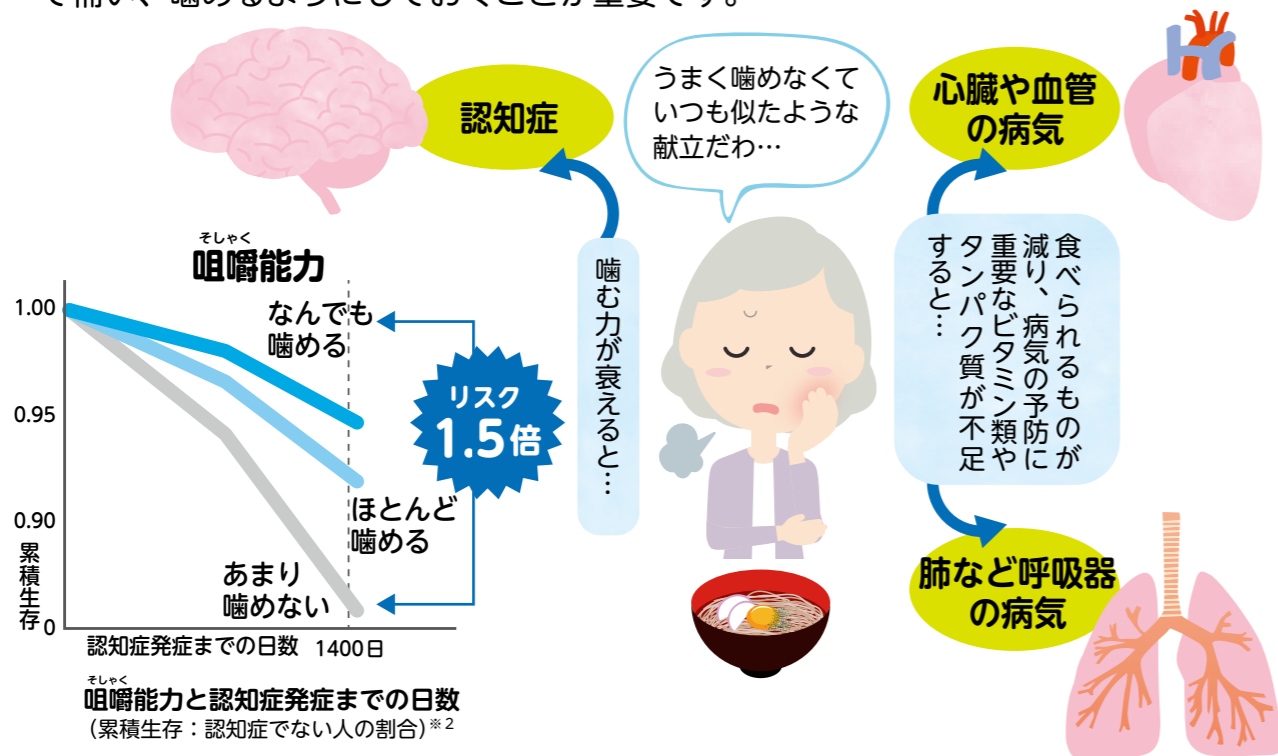 認知症
うまく噛めなくて
いつも似たような
献立だわ…
心臓や血管
の病気
そしゃく
咀嚼能力
1.00
0.95
0.90
0
累積生存
なんでも
噛める
ほとんど
噛める
あまり
噛めない
リスク
1.5倍
認知症発症までの日数 1400日
そしゃく
咀嚼能力と認知症発症までの日数
(累積生存:認知症でない人の割合)※2
噛む力が衰えると…
食べられるものが
減り、病気の予防に
重要なビタミン類や
タンパク質が不足
すると…
肺など呼吸器
の病気